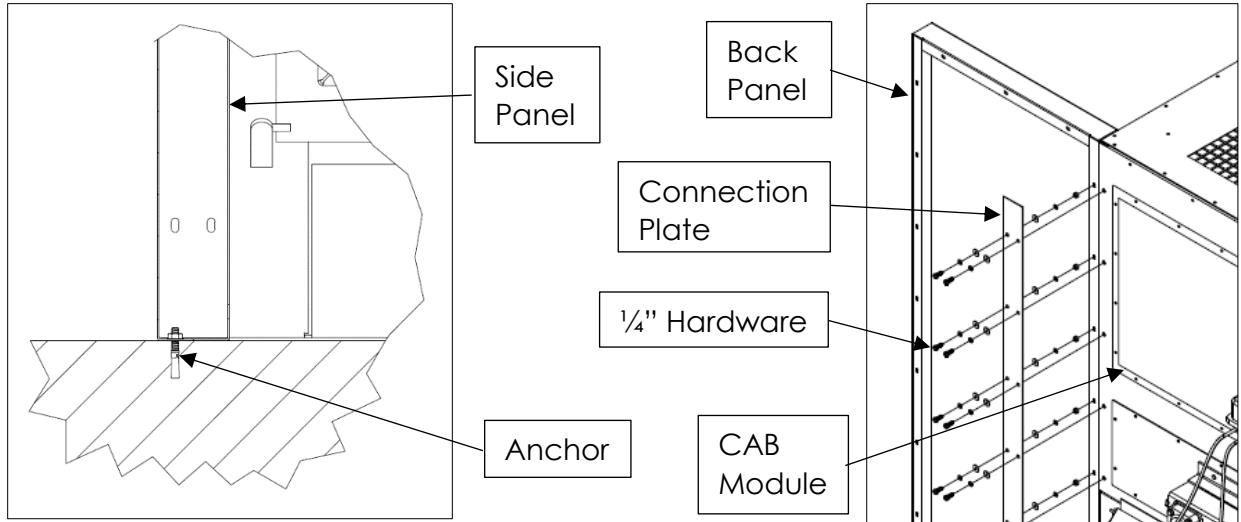 Side
Panel
Back
Panel
Connection
Plate
¼” Hardware
Anchor
CAB
Module